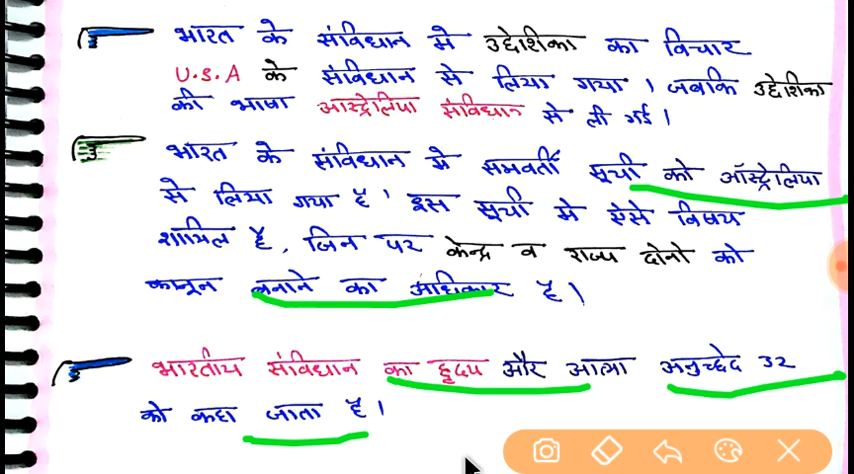 भारत के संविधान मे उद्देशिका का विचार
U.S.A के संविधान से लिया गया । जबकि उद्देशिका
की भाषा आस्ट्रेलिया संविधान से ली गई ।
भारत के संविधान मे समवर्ती सूची को ऑस्ट्रेलिया
से लिया गया है । इस सूची मे ऐसे विषय
शामिल है , जिन पर केन्द्र व राज्य दोनो को
कानून बनाने का अधिकार है ।
भारतीय संविधान का हृदय और आत्मा अनुच्छेद 32
को कहा जाता है ।